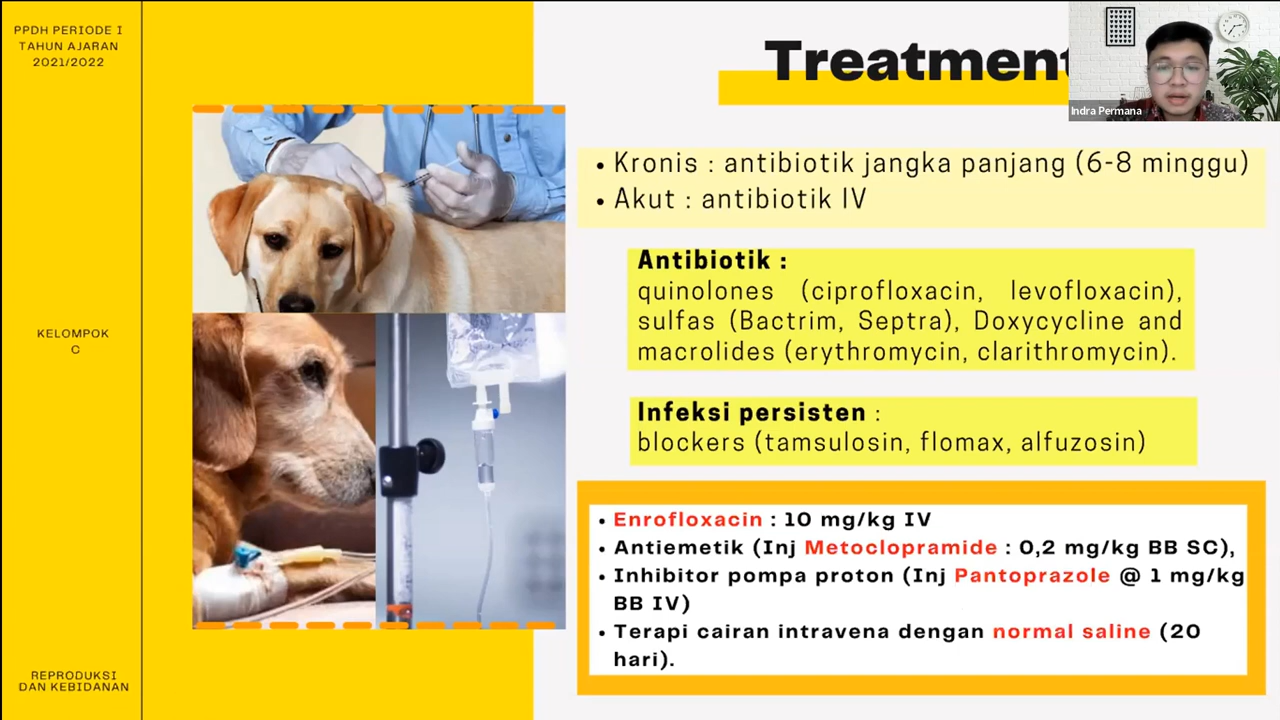 PPDH PERIODE I
TAHUN AJARAN
2021/2022
KELOMPOK
C
REPRODUKSI
DAN KEBIDANAN
Treatment
Indra Permana
• Kronis : antibiotik jangka panjang (6-8 minggu)
• Akut : antibiotik IV
Antibiotik :
quinolones (ciprofloxacin, levofloxacin),
sulfas (Bactrim, Septra), Doxycycline and
macrolides (erythromycin, clarithromycin).
Infeksi persisten :
blockers (tamsulosin, flomax, alfuzosin)
• Enrofloxacin : 10 mg/kg IV
• Antiemetik (Inj Metoclopramide : 0,2 mg/kg BB SC),
• Inhibitor pompa proton (Inj Pantoprazole @ 1 mg/kg
BB IV)
• Terapi cairan intravena dengan normal saline (20
hari).